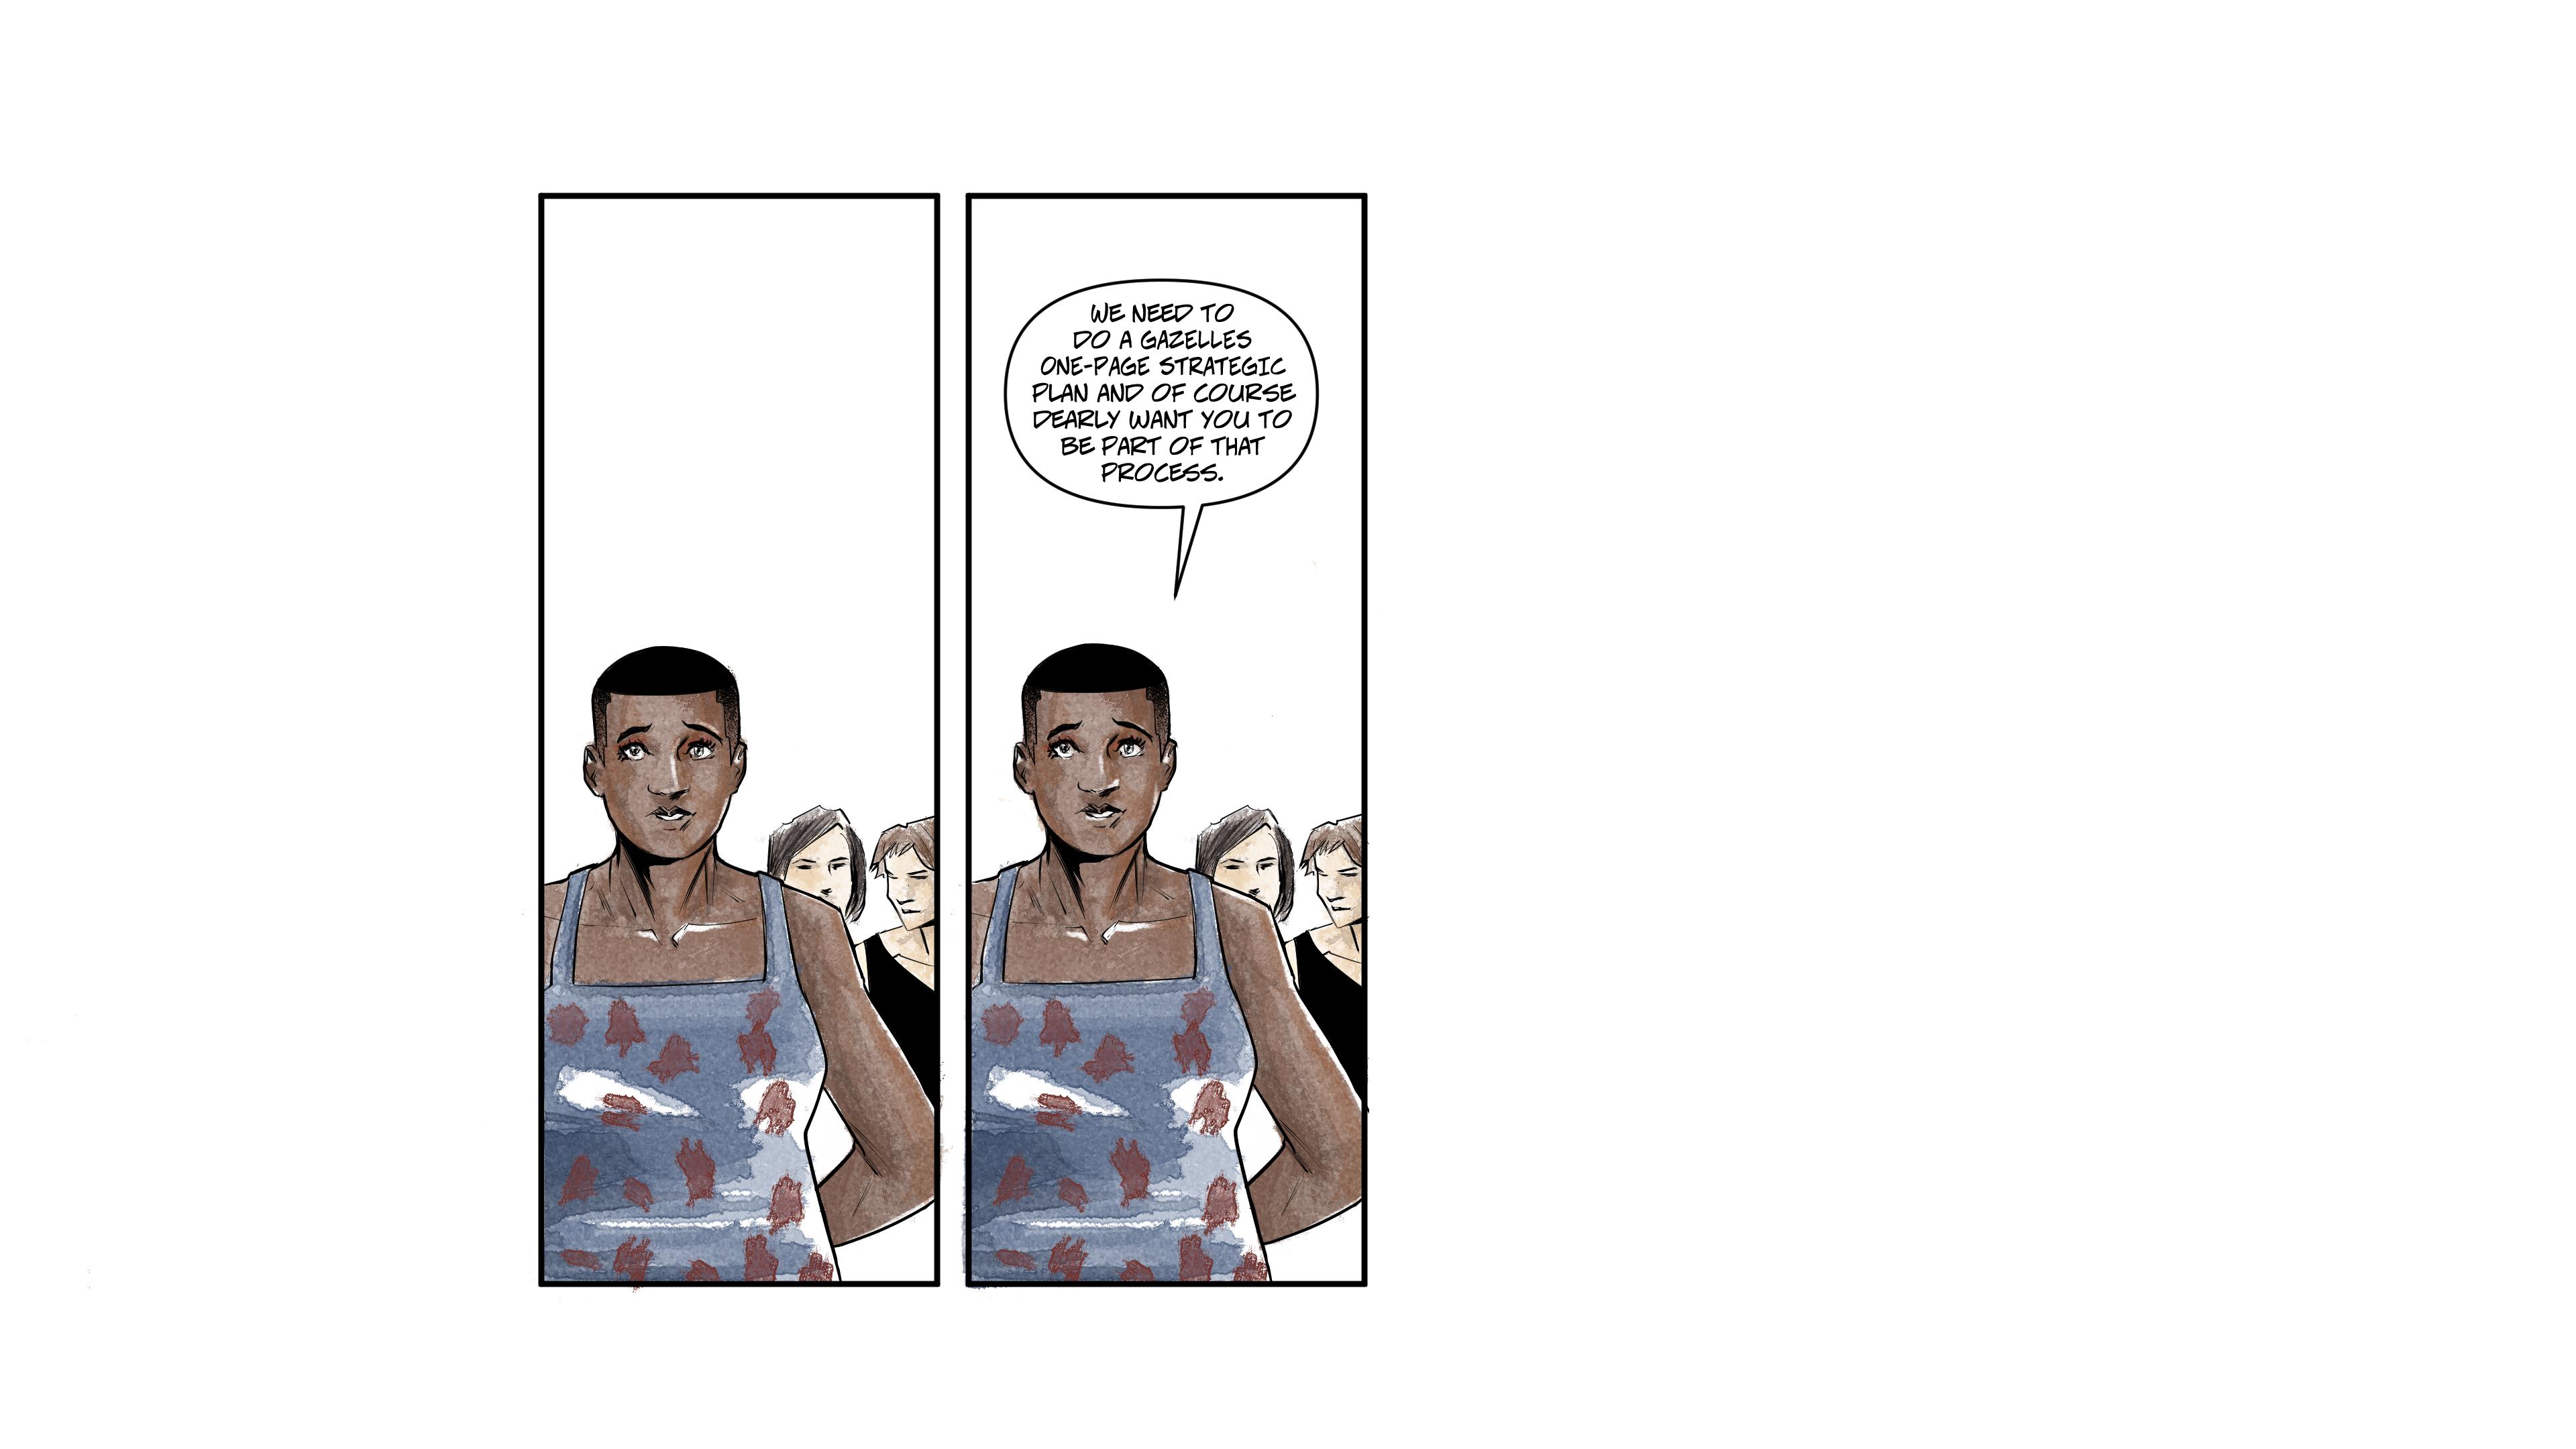 WE NEED TO
DO A GAZELLES
ONE-PAGE STRATEGIC
PLAN AND OF COURSE
DEARLY WANT YOU TO
BE PART OF THAT
PROCESS.